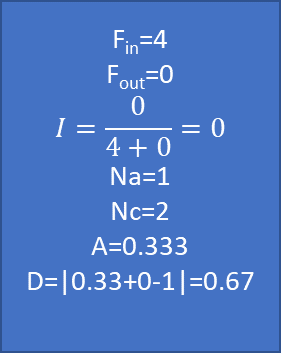 F_in=4
F_out=0
I = 0/(4 + 0) = 0
Na=1
Nc=2
A=0.333
D=|0.33+0-1|=0.67